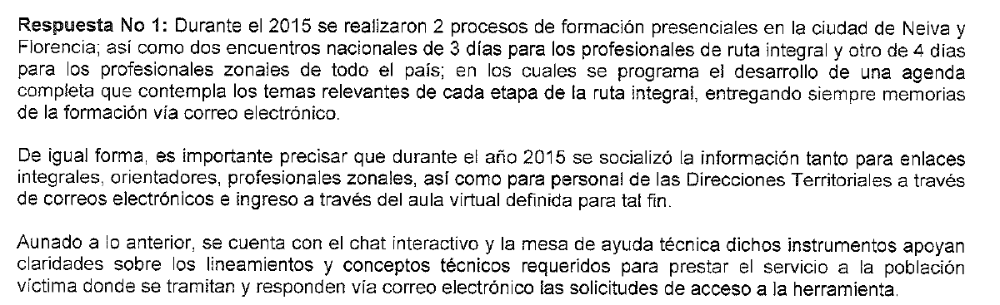 Respuesta No 1: Durante el 2015 se realizaron 2 procesos de formación presenciales en la ciudad de Neiva y
Florencia; así como dos encuentros nacionales de 3 días para los profesionales de ruta integral y otro de 4 días
para los profesionales zonales de todo el país; en los cuales se programa el desarrollo de una agenda
completa que contempla los temas relevantes de cada etapa de la ruta integral, entregando siempre memorias
de la formación vía correo electrónico.
De igual forma, es importante precisar que durante el año 2015 se socializó la información tanto para enlaces
integrales, orientadores, profesionales zonales, así como para personal de las Direcciones Territoriales a través
de correos electrónicos e ingreso a través del aula virtual definida para tal fin.
Aunado a lo anterior, se cuenta con el chat interactivo y la mesa de ayuda técnica dichos instrumentos apoyan
claridades sobre los lineamientos y conceptos técnicos requeridos para prestar el servicio a la población
víctima donde se tramitan y responden vía correo electrónico las solicitudes de acceso a la herramienta.